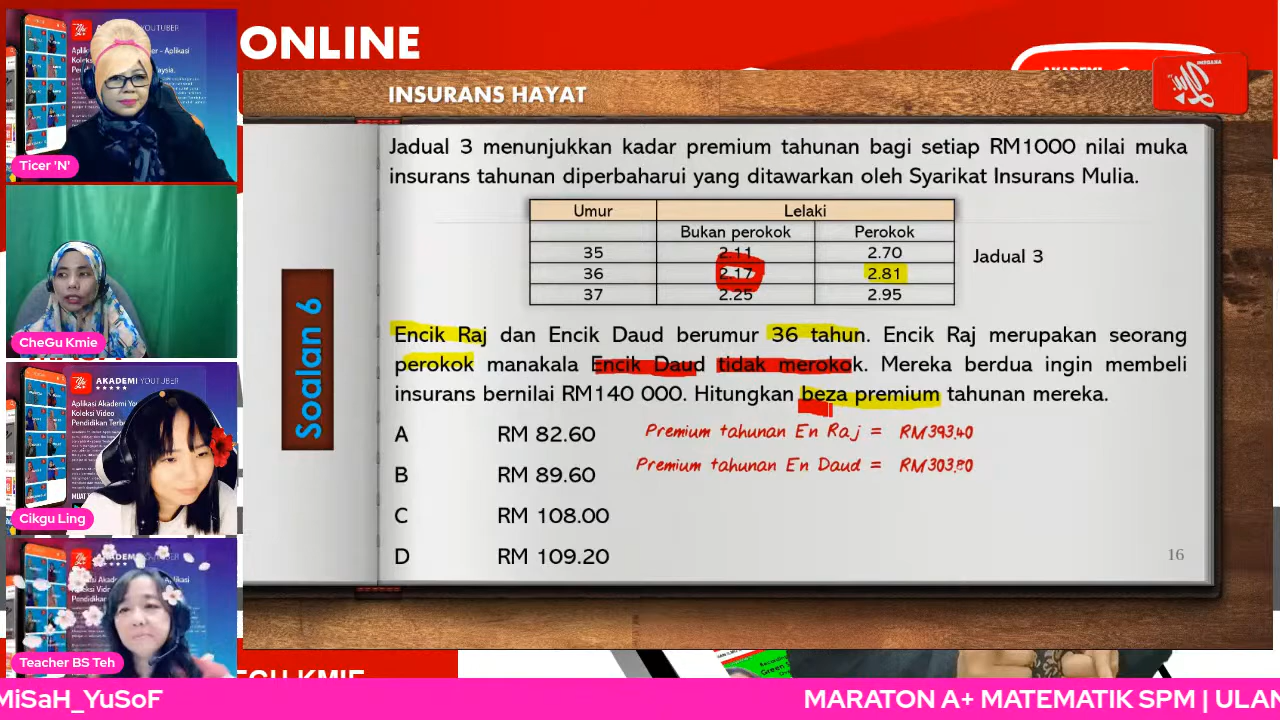 ONLINE
INSURANS HAYAT
Jadual 3 menunjukkan kadar premium tahunan bagi setiap RM1000 nilai muka
insurans tahunan diperbaharui yang ditawarkan oleh Syarikat Insurans Mulia.
Umur Lelaki
Bukan perokok Perokok
35 2.11 2.70
36 2.17 2.81
37 2.25 2.95
Jadual 3
Soalan 6
Encik Raj dan Encik Daud berumur 36 tahun. Encik Raj merupakan seorang
perokok manakala Encik Daud tidak merokok. Mereka berdua ingin membeli
insurans bernilai RM140 000. Hitungkan beza premium tahunan mereka.
A RM 82.60
B RM 89.60
C RM 108.00
D RM 109.20
Premium tahunan En Raj = RM393.40
Premium tahunan En Daud = RM303.80
16
Ticer 'N'
CheGu Kmie
AKADEMI YOUTUBER
Cikgu Ling
Teacher BS Teh
MiSaH_YuSoF
MARATON A+ MATEMATIK SPM | ULAN